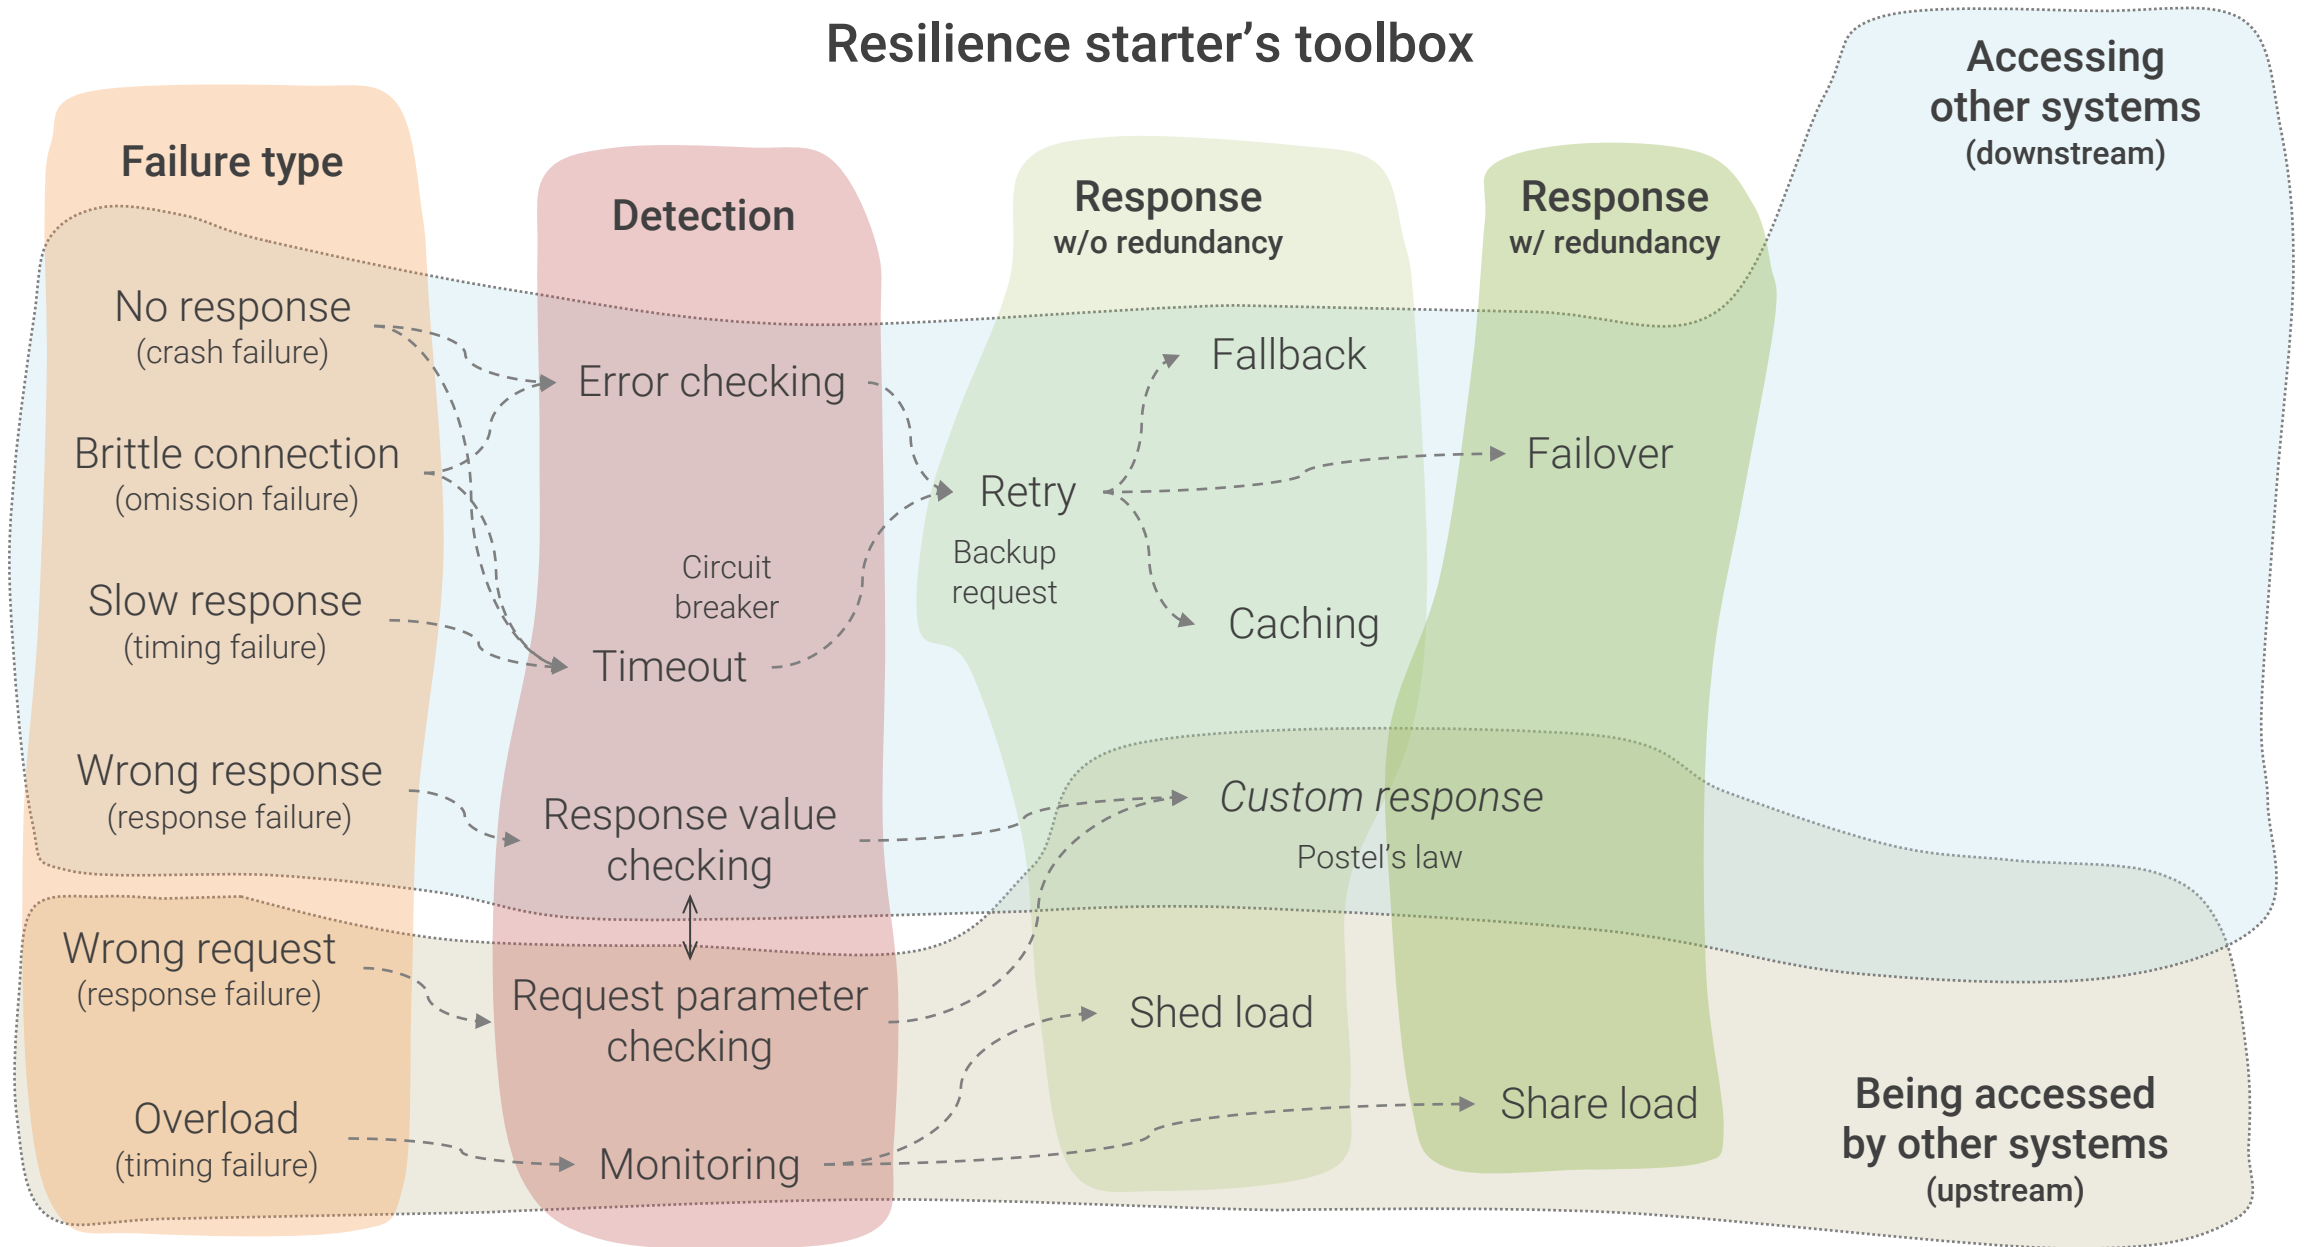 Resilience starter’s toolbox
Accessing
other systems
(downstream)
Failure type
Detection
Response
w/o redundancy
Response
w/ redundancy
No response
(crash failure)
Brittle connection
(omission failure)
Slow response
(timing failure)
Wrong response
(response failure)
Wrong request
(response failure)
Overload
(timing failure)
Error checking
Circuit
breaker
Timeout
Response value
checking
Request parameter
checking
Monitoring
Fallback
Retry
Backup
request
Caching
Custom response
Postel’s law
Shed load
Failover
Share load
Being accessed
by other systems
(upstream)